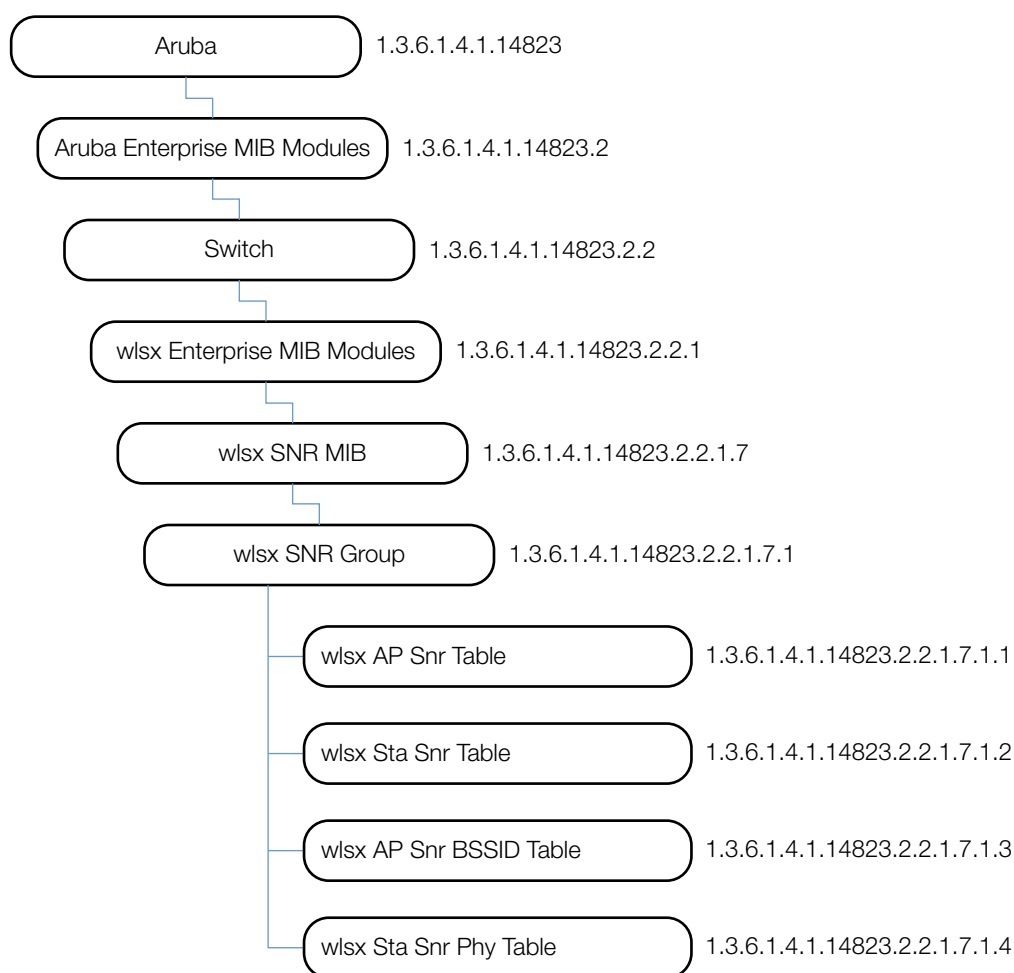 Aruba 1.3.6.1.4.1.14823
Aruba Enterprise MIB Modules 1.3.6.1.4.1.14823.2
Switch 1.3.6.1.4.1.14823.2.2
wlsx Enterprise MIB Modules 1.3.6.1.4.1.14823.2.2.1
wlsx SNR MIB 1.3.6.1.4.1.14823.2.2.1.7
wlsx SNR Group 1.3.6.1.4.1.14823.2.2.1.7.1
wlsx AP Snr Table 1.3.6.1.4.1.14823.2.2.1.7.1.1
wlsx Sta Snr Table 1.3.6.1.4.1.14823.2.2.1.7.1.2
wlsx AP Snr BSSID Table 1.3.6.1.4.1.14823.2.2.1.7.1.3
wlsx Sta Snr Phy Table 1.3.6.1.4.1.14823.2.2.1.7.1.4